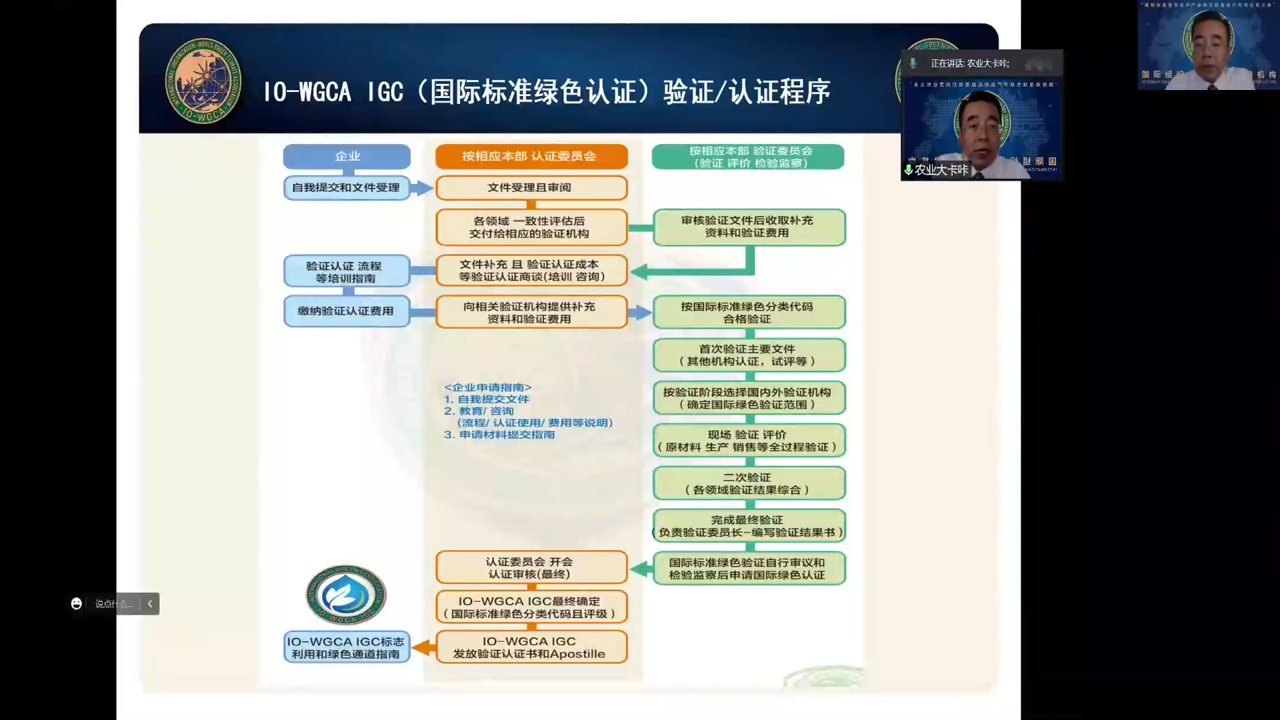 IO-WGCA IGC（国际标准绿色认证）验证/认证程序
正在讲话: 农业大卡咔;
农业大卡咔
企业
按相应本部 认证委员会
按相应本部 验证委员会
(验证 评价 检验监察)
自我提交和文件受理
文件受理且审阅
各领域 一致性评估后
交付给相应的验证机构
审核验证文件后收取补充
资料和验证费用
验证认证 流程
等培训指南
文件补充 且 验证认证成本
等验证认证商谈(培训 咨询)
缴纳验证认证费用
向相关验证机构提供补充
资料和验证费用
按国际标准绿色分类代码
合格验证
首次验证主要文件
（其他机构认证，试评等）
按验证阶段选择国内外验证机构
（确定国际绿色验证范围）
<企业申请指南>
1. 自我提交文件
2. 教育/ 咨询
(流程/ 认证使用/ 费用等说明)
3. 申请材料提交指南
现场 验证 评价
（原材料 生产 销售等全过程验证）
二次验证
（各领域验证结果综合）
完成最终验证
（负责验证委员长-编写验证结果书）
国际标准绿色验证自行审议和
检验监察后申请国际绿色认证
认证委员会 开会
认证审核(最终)
IO-WGCA IGC最终确定
（国际标准绿色分类代码且评级）
IO-WGCA IGC
发放验证认证书和Apostille
IO-WGCA IGC标志
利用和绿色通道指南
说点什么...